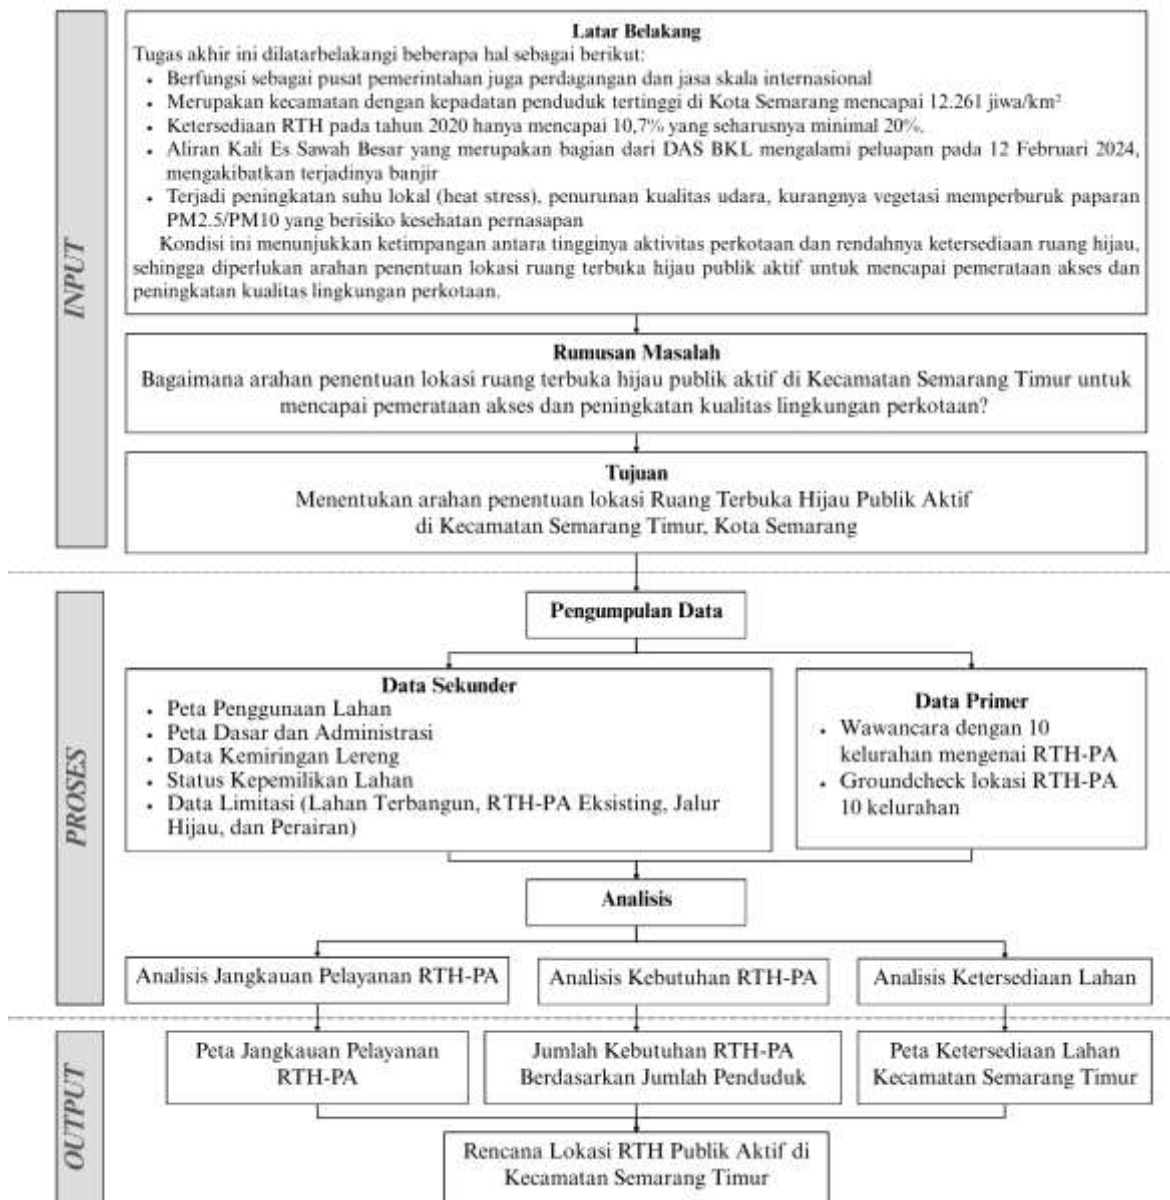 INPUT
Latar Belakang
Tugas akhir ini dilatarbelakangi beberapa hal sebagai berikut:
• Berfungsi sebagai pusat pemerintahan juga perdagangan dan jasa skala internasional
• Merupakan kecamatan dengan kepadatan penduduk tertinggi di Kota Semarang mencapai 12.261 jiwa/km²
• Ketersediaan RTH pada tahun 2020 hanya mencapai 10,7% yang seharusnya minimal 20%.
• Aliran Kali Es Sawah Besar yang merupakan bagian dari DAS BKL mengalami peluapan pada 12 Februari 2024,
mengakibatkan terjadinya banjir
• Terjadi peningkatan suhu lokal (heat stress), penurunan kualitas udara, kurangnya vegetasi memperburuk paparan
PM2.5/PM10 yang berisiko kesehatan pernasapan
Kondisi ini menunjukkan ketimpangan antara tingginya aktivitas perkotaan dan rendahnya ketersediaan ruang hijau,
sehingga diperlukan arahan penentuan lokasi ruang terbuka hijau publik aktif untuk mencapai pemerataan akses dan
peningkatan kualitas lingkungan perkotaan.
Rumusan Masalah
Bagaimana arahan penentuan lokasi ruang terbuka hijau publik aktif di Kecamatan Semarang Timur untuk
mencapai pemerataan akses dan peningkatan kualitas lingkungan perkotaan?
Tujuan
Menentukan arahan penentuan lokasi Ruang Terbuka Hijau Publik Aktif
di Kecamatan Semarang Timur, Kota Semarang
PROSES
Pengumpulan Data
Data Sekunder
• Peta Penggunaan Lahan
• Peta Dasar dan Administrasi
• Data Kemiringan Lereng
• Status Kepemilikan Lahan
• Data Limitasi (Lahan Terbangun, RTH-PA Eksisting, Jalur
Hijau, dan Perairan)
Data Primer
• Wawancara dengan 10
kelurahan mengenai RTH-PA
• Groundcheck lokasi RTH-PA
10 kelurahan
Analisis
Analisis Jangkauan Pelayanan RTH-PA
Analisis Kebutuhan RTH-PA
Analisis Ketersediaan Lahan
OUTPUT
Peta Jangkauan Pelayanan
RTH-PA
Jumlah Kebutuhan RTH-PA
Berdasarkan Jumlah Penduduk
Peta Ketersediaan Lahan
Kecamatan Semarang Timur
Rencana Lokasi RTH Publik Aktif di
Kecamatan Semarang Timur